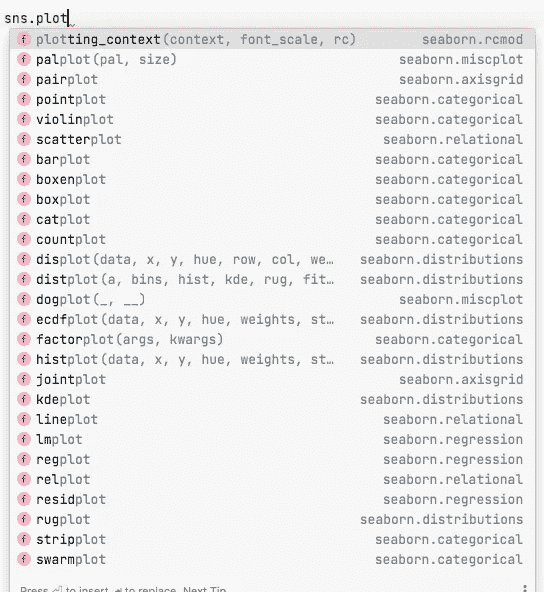 sns.plot
plotting_context(context, font_scale, rc) seaborn.rcmod
palplot(pal, size) seaborn.miscplot
pairplot seaborn.axisgrid
pointplot seaborn.categorical
violinplot seaborn.categorical
scatterplot seaborn.relational
barplot seaborn.categorical
boxenplot seaborn.categorical
boxplot seaborn.categorical
catplot seaborn.categorical
countplot seaborn.categorical
displot(data, x, y, hue, row, col, we… seaborn.distributions
distplot(a, bins, hist, kde, rug, fit… seaborn.distributions
dogplot(_, __) seaborn.miscplot
ecdfplot(data, x, y, hue, weights, st… seaborn.distributions
factorplot(args, kwargs) seaborn.categorical
histplot(data, x, y, hue, weights, st… seaborn.distributions
jointplot seaborn.axisgrid
kdeplot seaborn.distributions
lineplot seaborn.relational
lmplot seaborn.regression
regplot seaborn.regression
relplot seaborn.relational
residplot seaborn.regression
rugplot seaborn.distributions
stripplot seaborn.categorical
swarmplot seaborn.categorical
Press ⏎ to insert, ⇥ to replace Next Tip